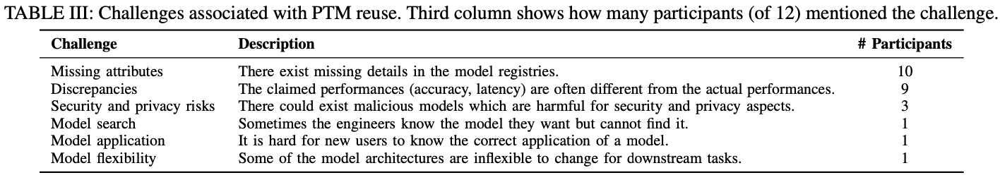 TABLE III: Challenges associated with PTM reuse. Third column shows how many participants (of 12) mentioned the challenge.
Challenge Description # Participants
Missing attributes There exist missing details in the model registries. 10
Discrepancies The claimed performances (accuracy, latency) are often different from the actual performances. 9
Security and privacy risks There could exist malicious models which are harmful for security and privacy aspects. 3
Model search Sometimes the engineers know the model they want but cannot find it. 1
Model application It is hard for new users to know the correct application of a model. 1
Model flexibility Some of the model architectures are inflexible to change for downstream tasks. 1